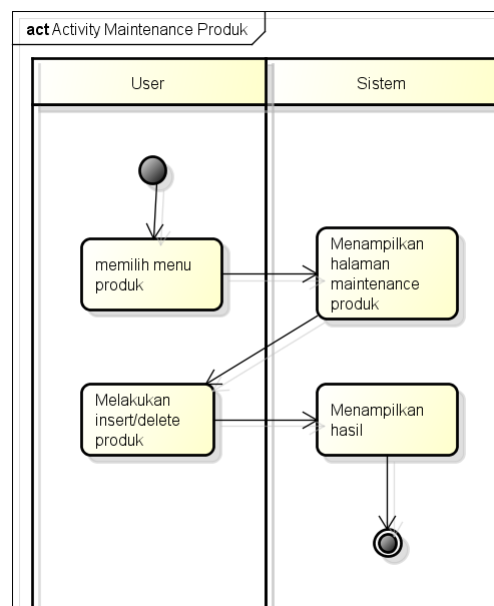 act Activity Maintenance Produk
User
Sistem
memilih menu
produk
Menampilkan
halaman
maintenance
produk
Melakukan
insert/delete
produk
Menampilkan
hasil